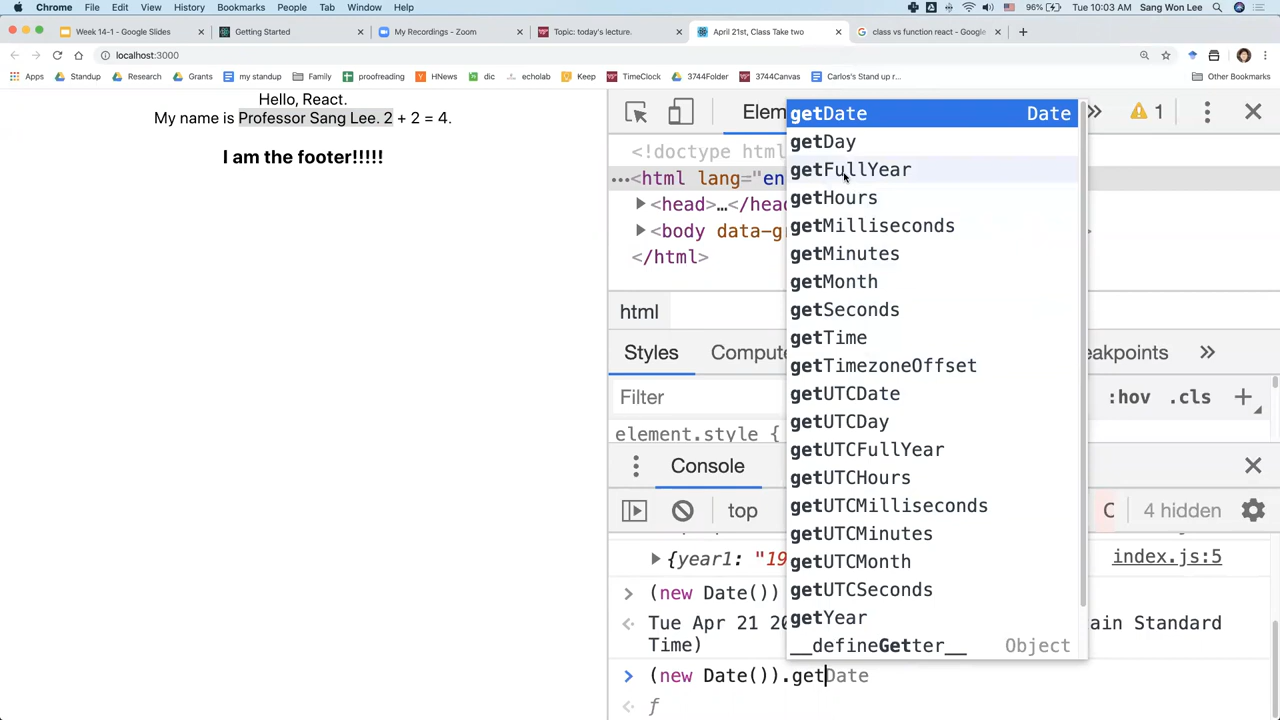 Chrome File Edit View History Bookmarks People Tab Window Help 96% Tue 10:03 AM Sang Won Lee
Week 14-1 - Google Slides Getting Started My Recordings - Zoom Topic: today's lecture. April 21st, Class Take two class vs function react - Google
localhost:3000
Apps Standup Research Grants my standup Family proofreading HNews dic echolab Keep TimeClock 3744Folder 3744Canvas Carlos's Stand up r... Other Bookmarks
Hello, React.
My name is Professor Sang Lee. 2 + 2 = 4.
I am the footer!!!!!
Elem 1
<!doctype html
<html lang="en
<head>…</head
<body data-gr
</html>
html
Styles Compute eakpoints
Filter :hov .cls
element.style {
Console
top C 4 hidden
{year1: "19 index.js:5
(new Date())
Tue Apr 21 20 ain Standard
Time)
(new Date()).getDate
f
getDate Date
getDay
getFullYear
getHours
getMilliseconds
getMinutes
getMonth
getSeconds
getTime
getTimezoneOffset
getUTCDate
getUTCDay
getUTCFullYear
getUTCHours
getUTCMilliseconds
getUTCMinutes
getUTCMonth
getUTCSeconds
getYear
__defineGetter__ Object